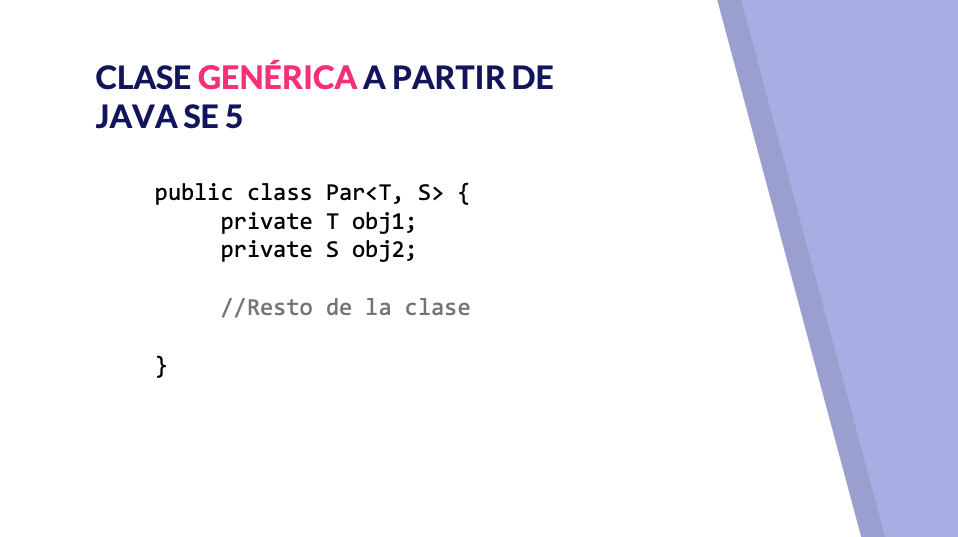 CLASE GENÉRICA A PARTIR DE
JAVA SE 5
public class Par<T, S> {
private T obj1;
private S obj2;
//Resto de la clase
}